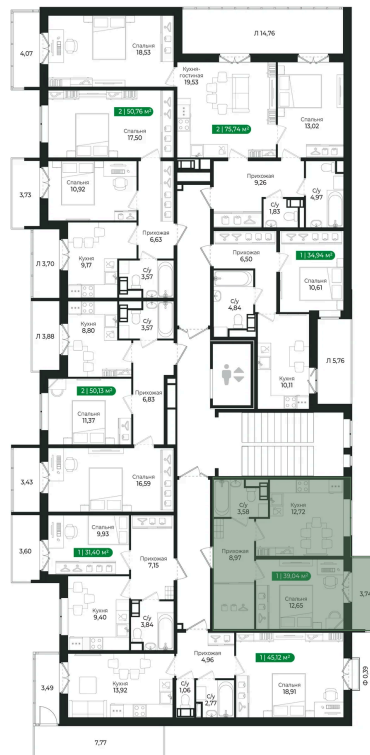 4,07
Спальня
18,53
Л 14,76
Кухня-
гостиная
19,53
2 | 50,76 м²
Спальня
17,50
2 | 75,74 м²
Спальня
13,02
3,73
Спальня
10,92
Прихожая
9,26
С/у
1,83
С/у
4,97
Прихожая
6,63
Л 3,70
Кухня
9,17
С/у
3,57
Прихожая
6,50
1 | 34,94 м²
Спальня
10,61
С/у
4,84
Л 3,88
Кухня
8,80
С/у
3,57
Кухня
10,11
Л 5,76
2 | 50,13 м²
Спальня
11,37
Прихожая
6,83
3,43
Спальня
16,59
С/у
3,58
Кухня
12,72
3,60
Спальня
9,93
1 | 31,40 м²
Прихожая
7,15
Прихожая
8,97
1 | 39,04 м²
Спальня
12,65
3,74
Кухня
9,40
С/у
3,84
Прихожая
4,96
1 | 45,12 м²
Спальня
18,91
Ф 0,39
3,49
Кухня
13,92
С/у
1,06
С/у
2,77
7,77